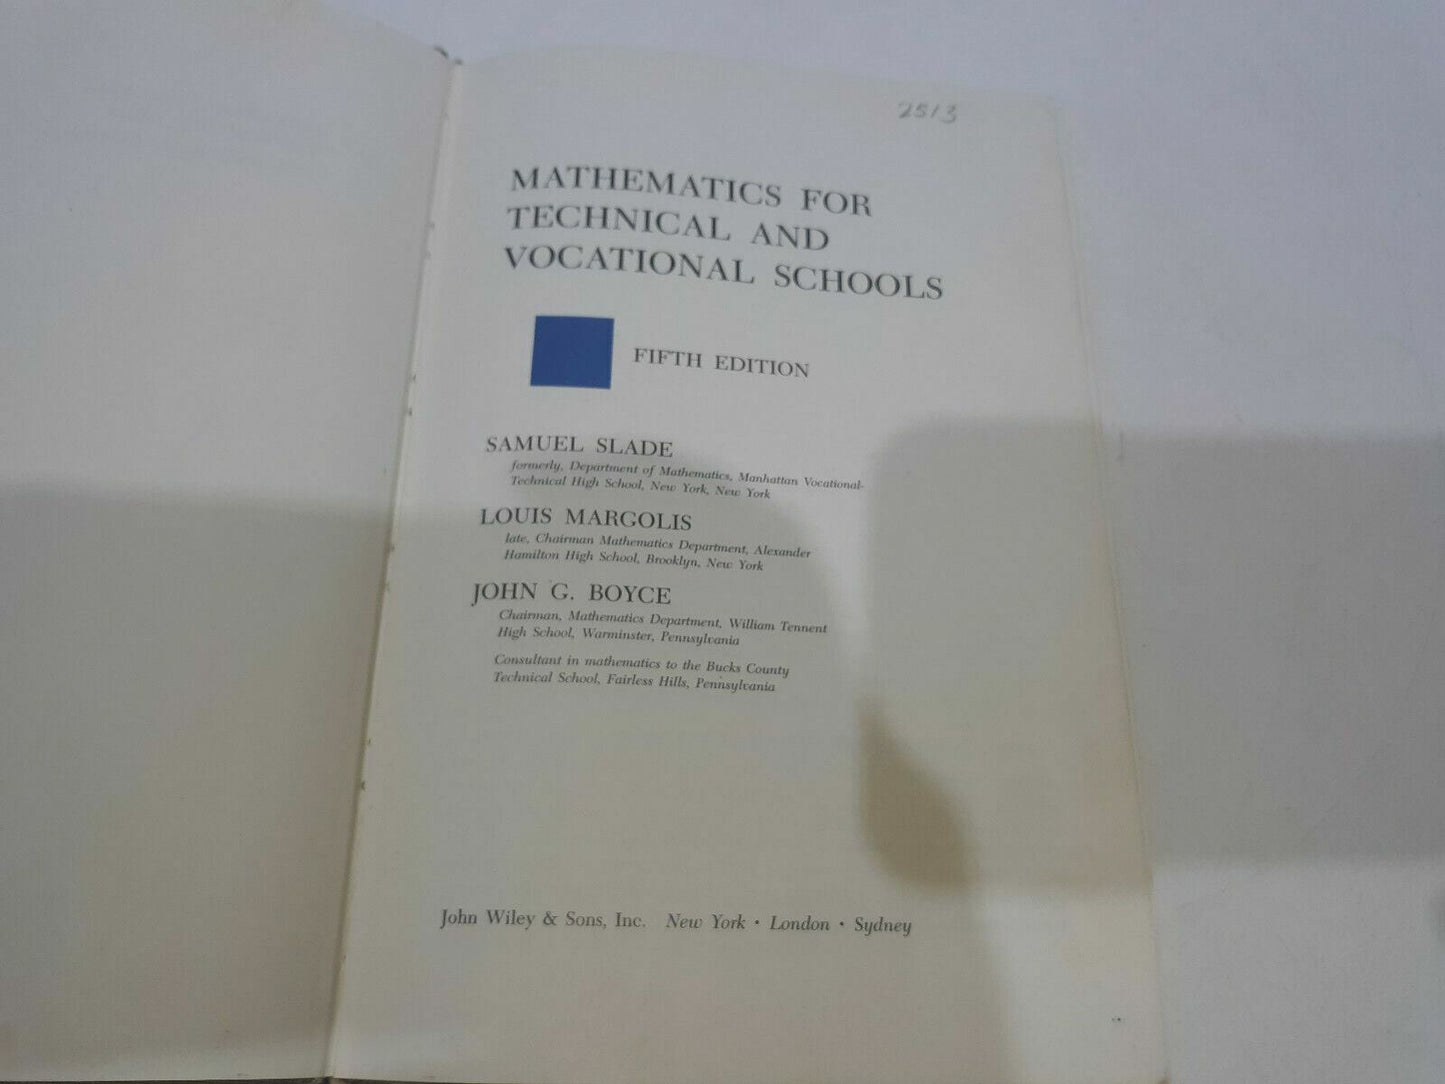 2513
MATHEMATICS FOR
TECHNICAL AND
VOCATIONAL SCHOOLS
FIFTH EDITION
SAMUEL SLADE
formerly, Department of Mathematics, Manhattan Vocational-
Technical High School, New York, New York
LOUIS MARGOLIS
late, Chairman Mathematics Department, Alexander
Hamilton High School, Brooklyn, New York
JOHN G. BOYCE
Chairman, Mathematics Department, William Tennent
High School, Warminster, Pennsylvania
Consultant in mathematics to the Bucks County
Technical School, Fairless Hills, Pennsylvania
John Wiley & Sons, Inc. New York • London • Sydney